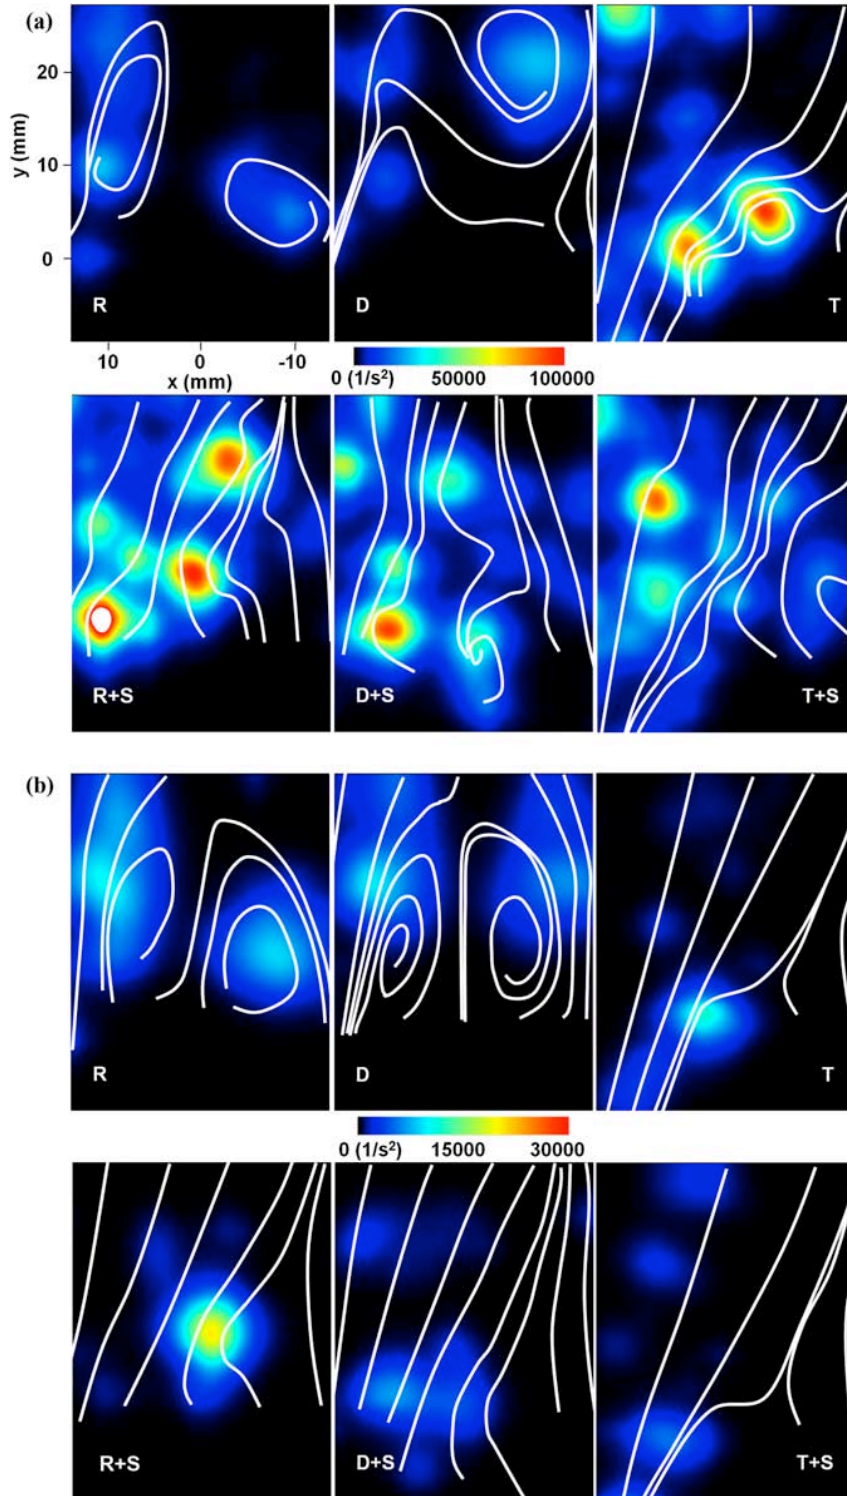 (a)
y (mm)
20
10
0
R
D
T
10 0 -10
x (mm)
0 (1/s²) 50000 100000
R+S
D+S
T+S
(b)
R
D
T
0 (1/s²) 15000 30000
R+S
D+S
T+S